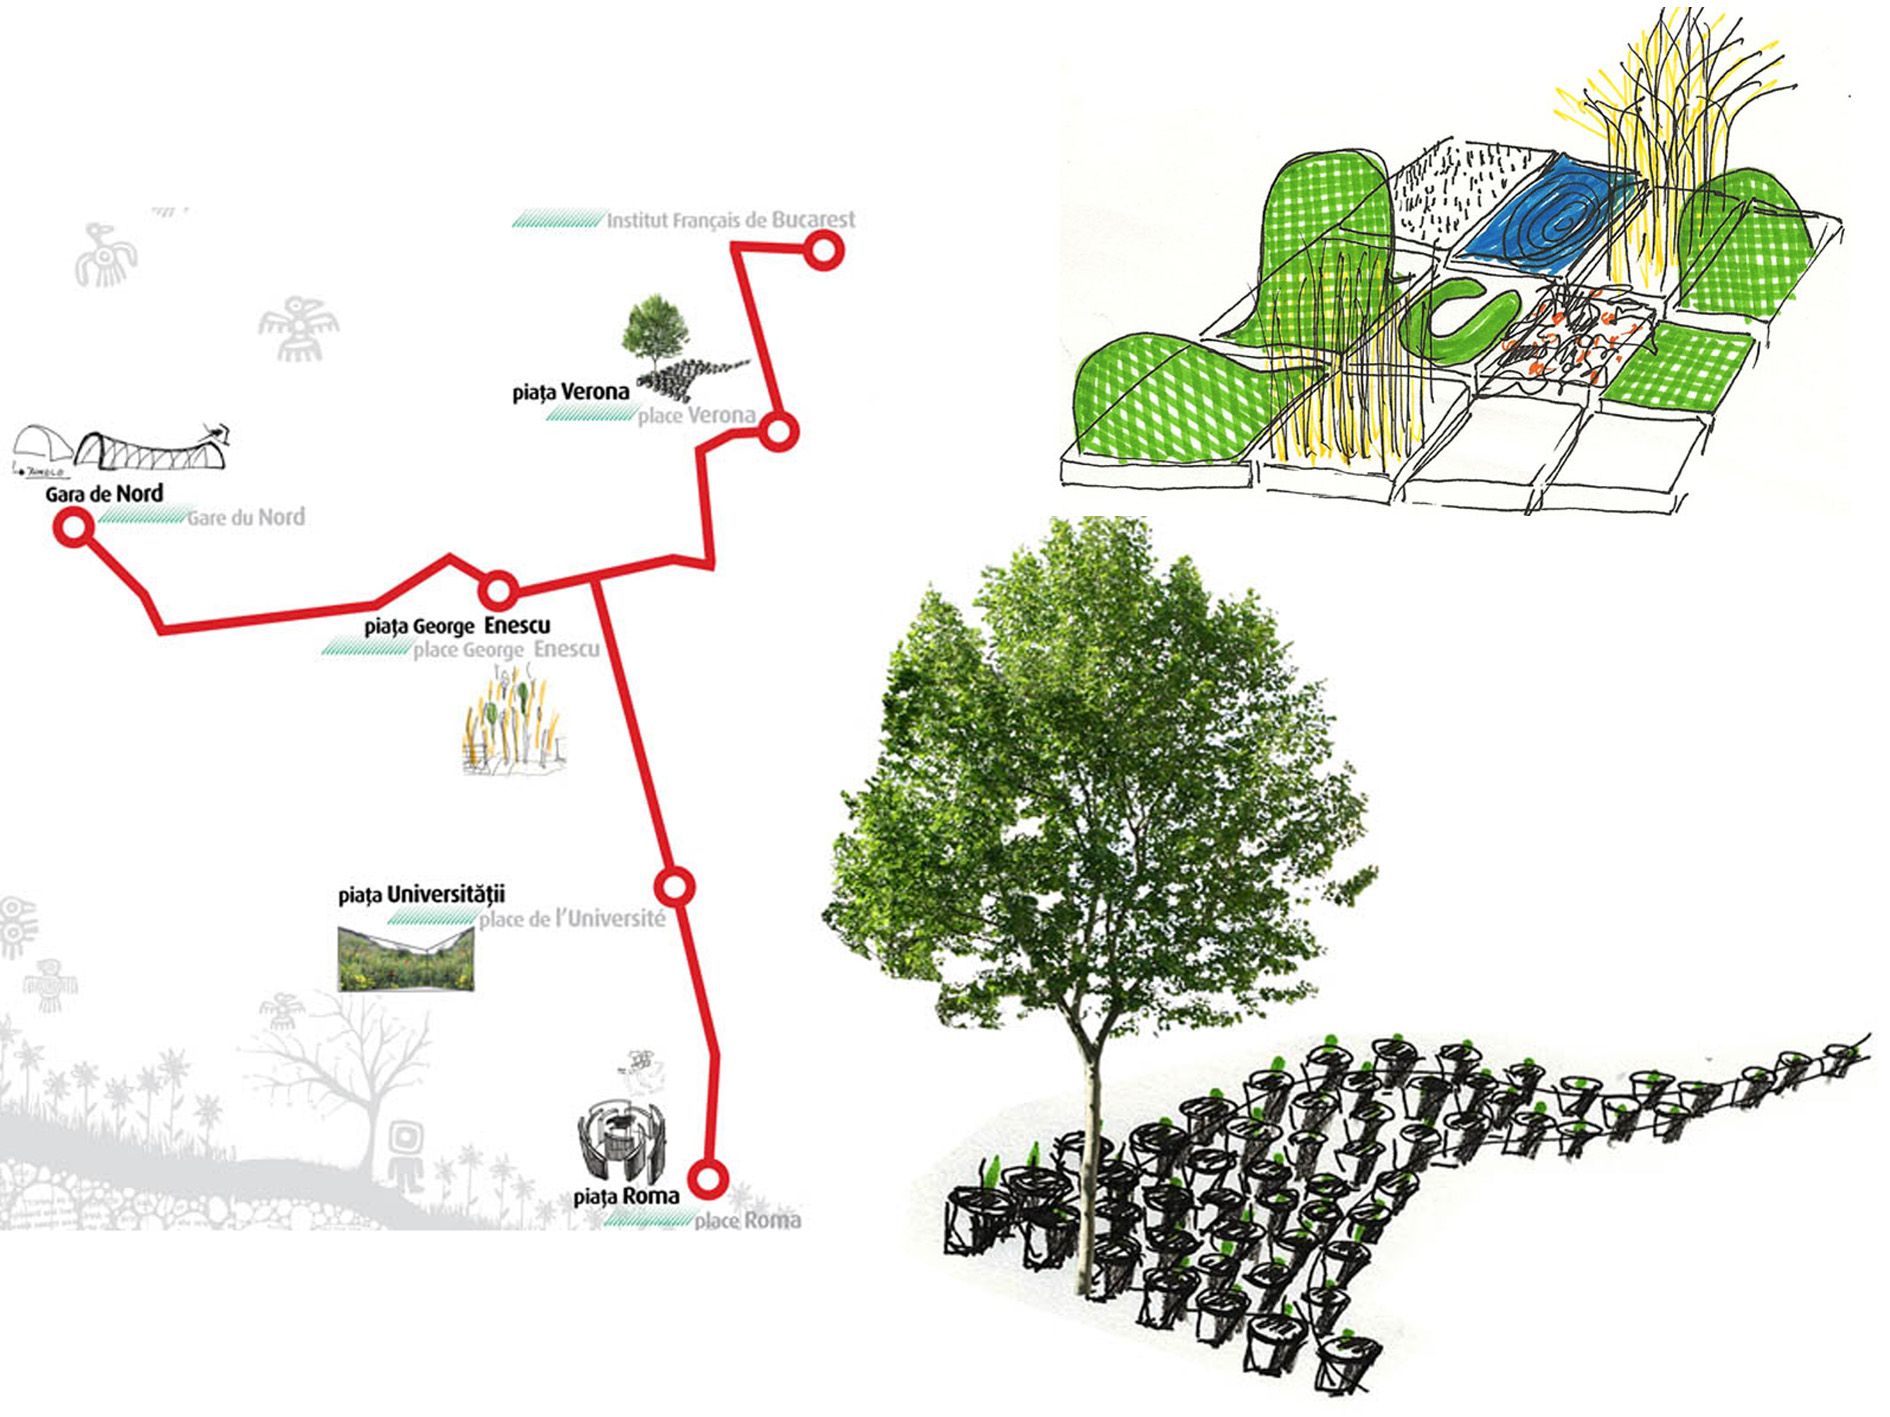 Institut Français de Bucarest
piața Verona
place Verona
Gara de Nord
Gare du Nord
piața George Enescu
place George Enescu
piața Universității
place de l'Université
piața Roma
place Roma